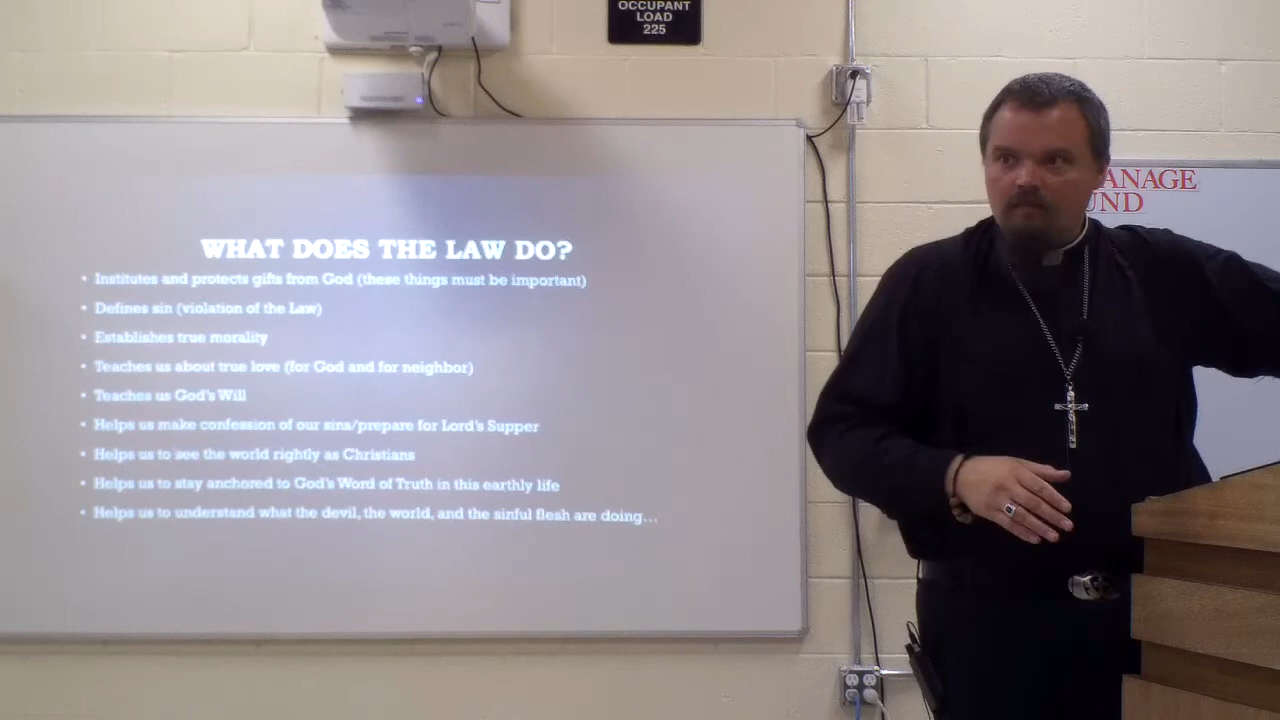 OCCUPANT
LOAD
225
ANAGE
UND
WHAT DOES THE LAW DO?
• Institutes and protects gifts from God (these things must be important)
• Defines sin (violation of the Law)
• Establishes true morality
• Teaches us about true love (for God and for neighbor)
• Teaches us God's Will
• Helps us make confession of our sins/prepare for Lord's Supper
• Helps us to see the world rightly as Christians
• Helps us to stay anchored to God's Word of Truth in this earthly life
• Helps us to understand what the devil, the world, and the sinful flesh are doing...